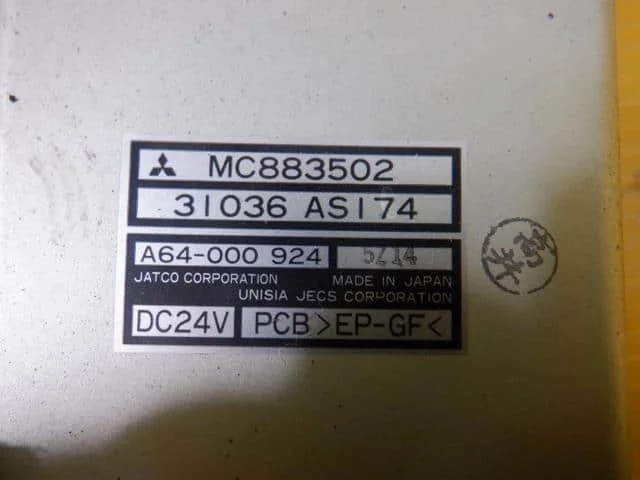 MC883502
31036 AS174
A64-000 924 5Z14
JATCO CORPORATION MADE IN JAPAN
UNISIA JECS CORPORATION
DC24V PCB>EP-GF<